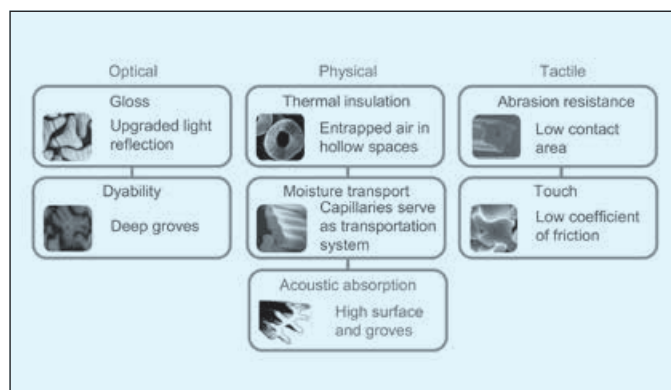 Optical
Gloss
Upgraded light
reflection
Dyability
Deep groves
Physical
Thermal insulation
Entrapped air in
hollow spaces
Moisture transport
Capillaries serve
as transportation
system
Acoustic absorption
High surface
and groves
Tactile
Abrasion resistance
Low contact
area
Touch
Low coefficient
of friction